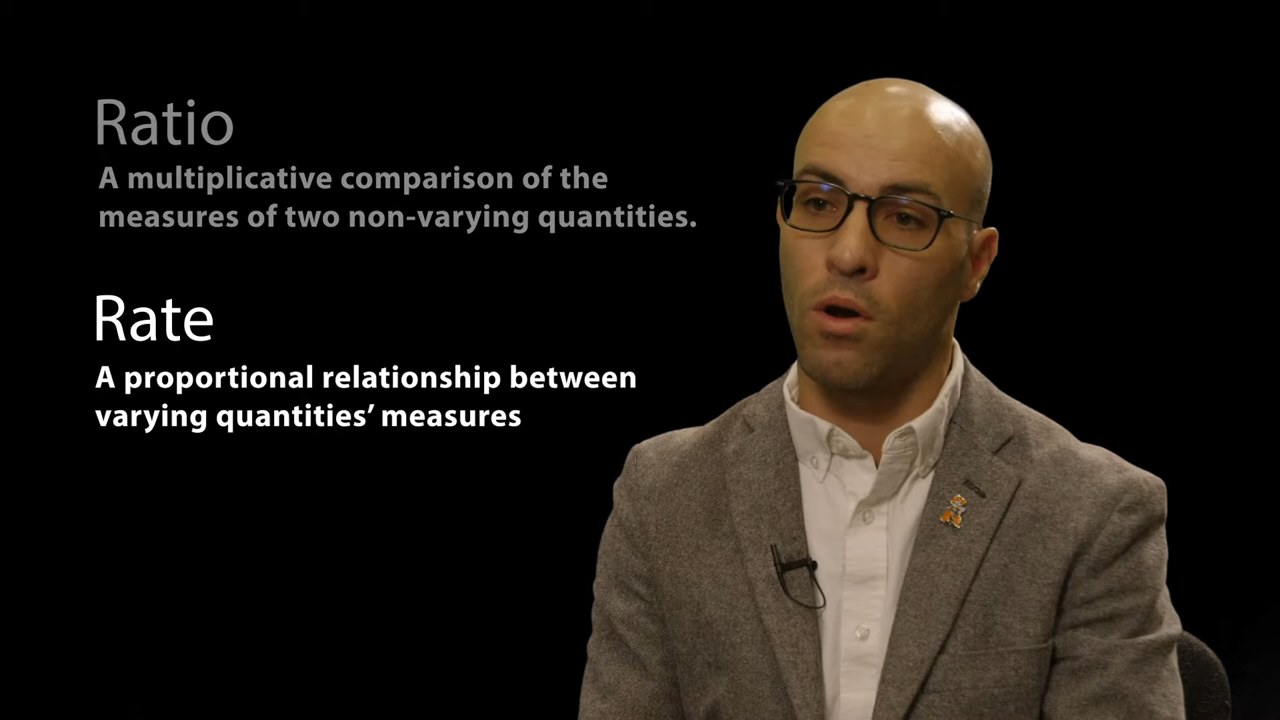 Ratio
A multiplicative comparison of the
measures of two non-varying quantities.
Rate
A proportional relationship between
varying quantities’ measures